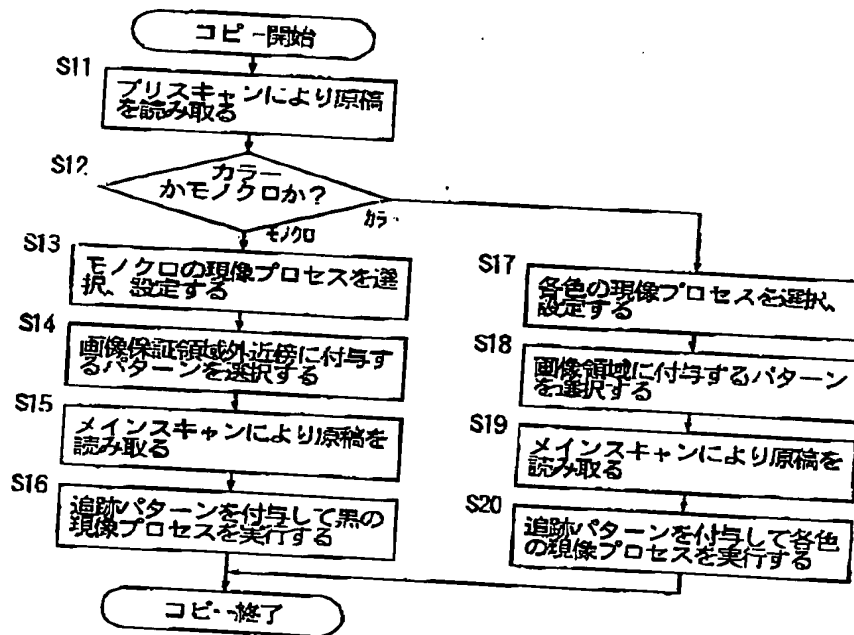 コピー開始
S11
プリスキャンにより原稿
を読み取る
S12
カラー
かモノクロか?
モノクロ
カラー
S13
モノクロの現像プロセスを選
択、設定する
S14
画像保証領域外近傍に付与す
るパターンを選択する
S15
メインスキャンにより原稿を
読み取る
S16
追跡パターンを付与して黒の
現像プロセスを実行する
S17
各色の現像プロセスを選択、
設定する
S18
画像領域に付与するパターン
を選択する
S19
メインスキャンにより原稿を
読み取る
S20
追跡パターンを付与して各色
の現像プロセスを実行する
コピー終了